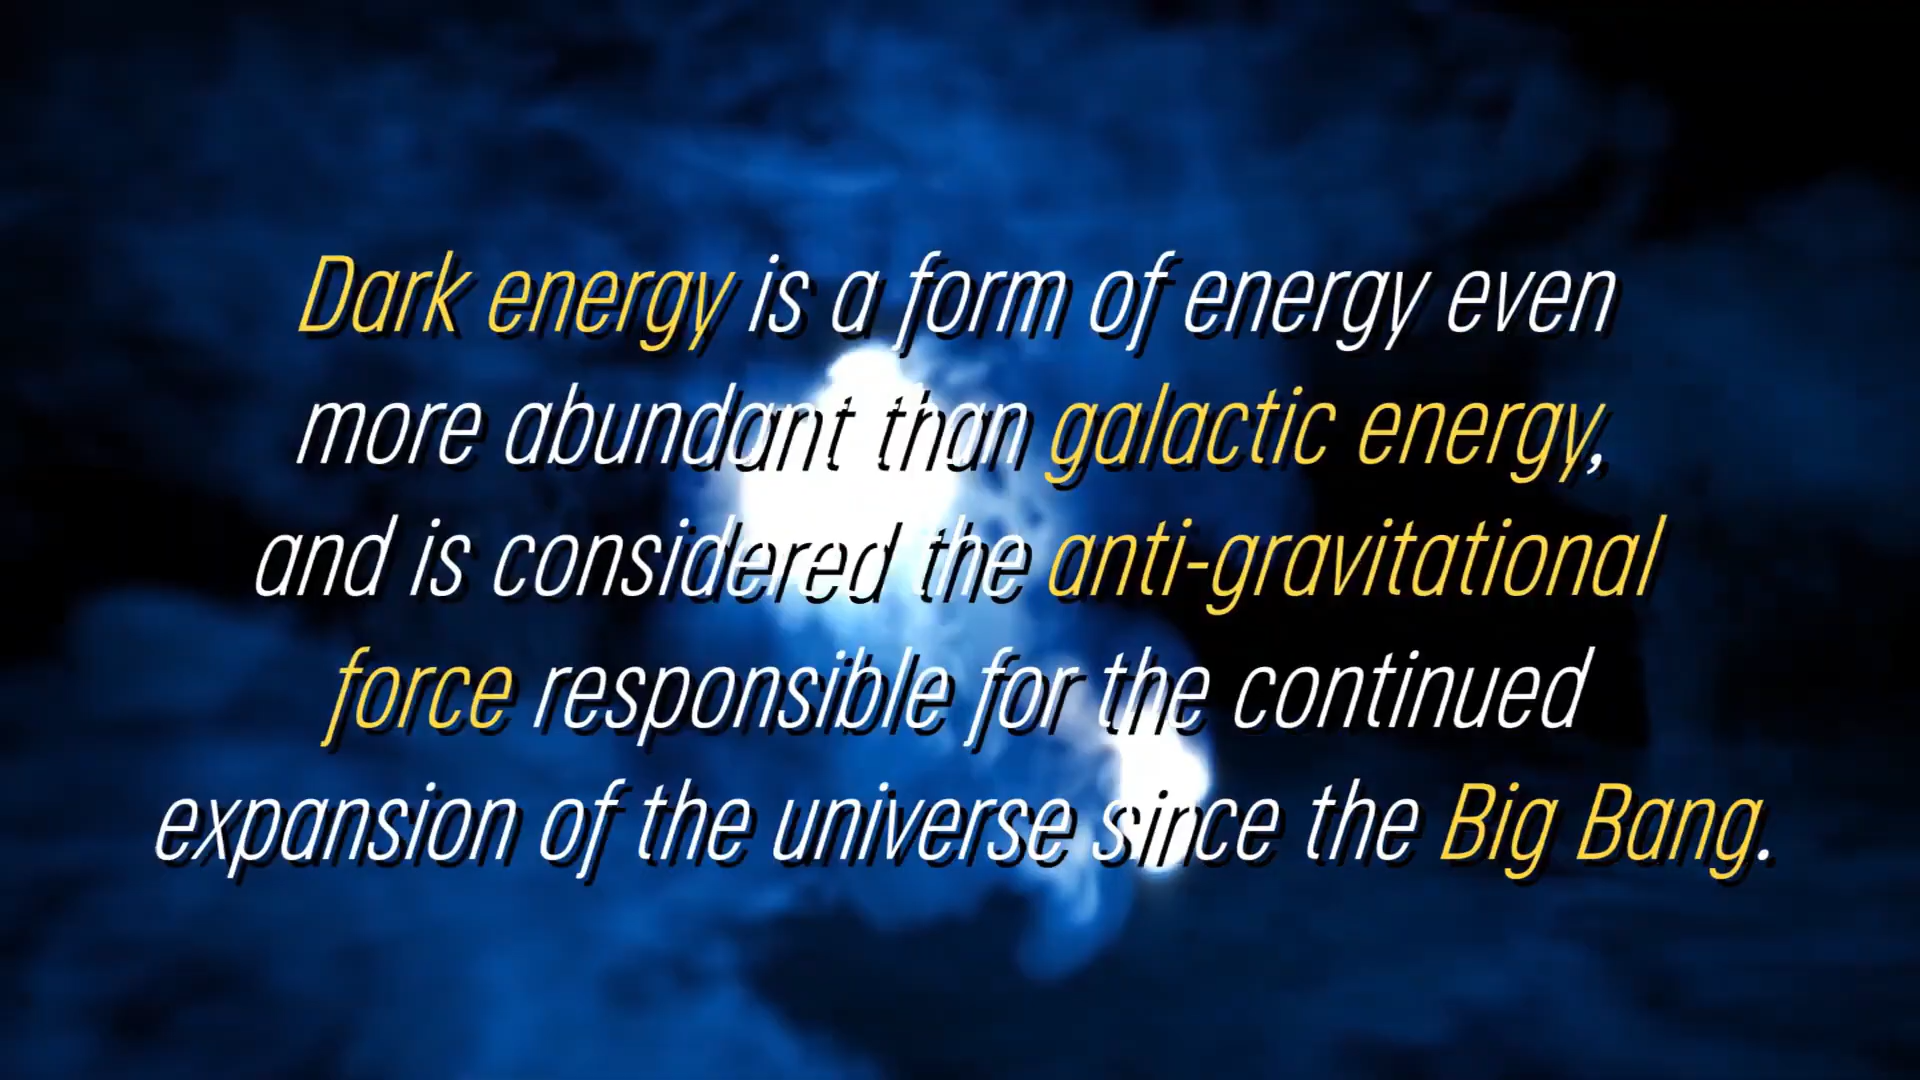 Dark energy is a form of energy even
more abundant than galactic energy,
and is considered the anti-gravitational
force responsible for the continued
expansion of the universe since the Big Bang.